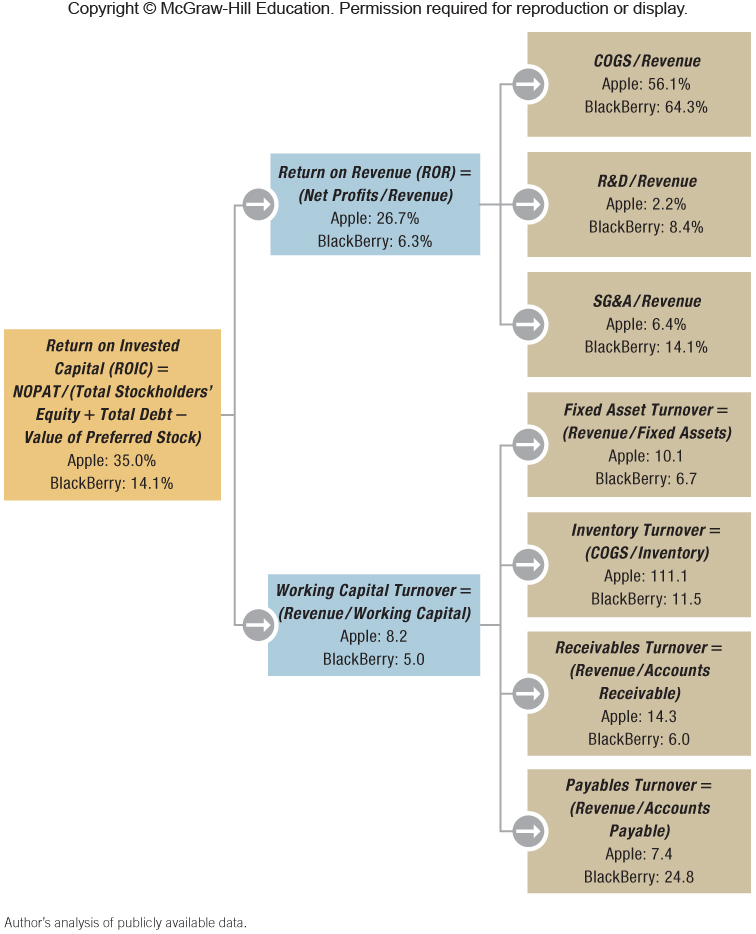 Copyright © McGraw-Hill Education. Permission required for reproduction or display.
COGS/Revenue
Apple: 56.1%
BlackBerry: 64.3%
Return on Revenue (ROR) =
(Net Profits/Revenue)
Apple: 26.7%
BlackBerry: 6.3%
R&D/Revenue
Apple: 2.2%
BlackBerry: 8.4%
SG&A/Revenue
Apple: 6.4%
BlackBerry: 14.1%
Return on Invested
Capital (ROIC) =
NOPAT/(Total Stockholders’
Equity + Total Debt –
Value of Preferred Stock)
Apple: 35.0%
BlackBerry: 14.1%
Fixed Asset Turnover =
(Revenue/Fixed Assets)
Apple: 10.1
BlackBerry: 6.7
Inventory Turnover =
(COGS/Inventory)
Apple: 111.1
BlackBerry: 11.5
Working Capital Turnover =
(Revenue/Working Capital)
Apple: 8.2
BlackBerry: 5.0
Receivables Turnover =
(Revenue/Accounts
Receivable)
Apple: 14.3
BlackBerry: 6.0
Payables Turnover =
(Revenue/Accounts
Payable)
Apple: 7.4
BlackBerry: 24.8
Author’s analysis of publicly available data.